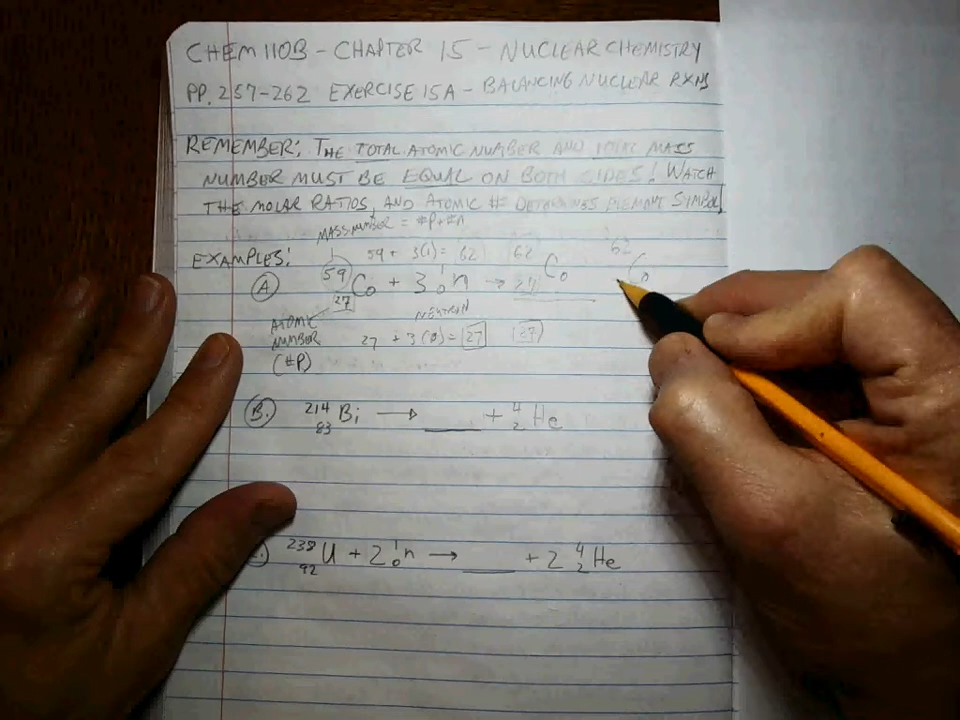 CHEM 110B - CHAPTER 15 - NUCLEAR CHEMISTRY
PP. 257-262 EXERCISE 15A - BALANCING NUCLEAR RXNS
REMEMBER: THE TOTAL ATOMIC NUMBER AND TOTAL MASS
NUMBER MUST BE EQUAL ON BOTH SIDES! WATCH
THE MOLAR RATIOS, AND ATOMIC # DETERMINES ELEMENT SYMBOL
MASS NUMBER = #P + #N
EXAMPLES: 59 + 3(1) = 62 62 Co 62 Co
A 59 27 Co + 3 1 0 n →
ATOMIC NUMBER (#P)
NEUTRON
27 + 3(0) = 27 27
B. 214 83 Bi → ____ + 4 2 He
238 92 U + 2 1 0 n → ____ + 2 4 2 He